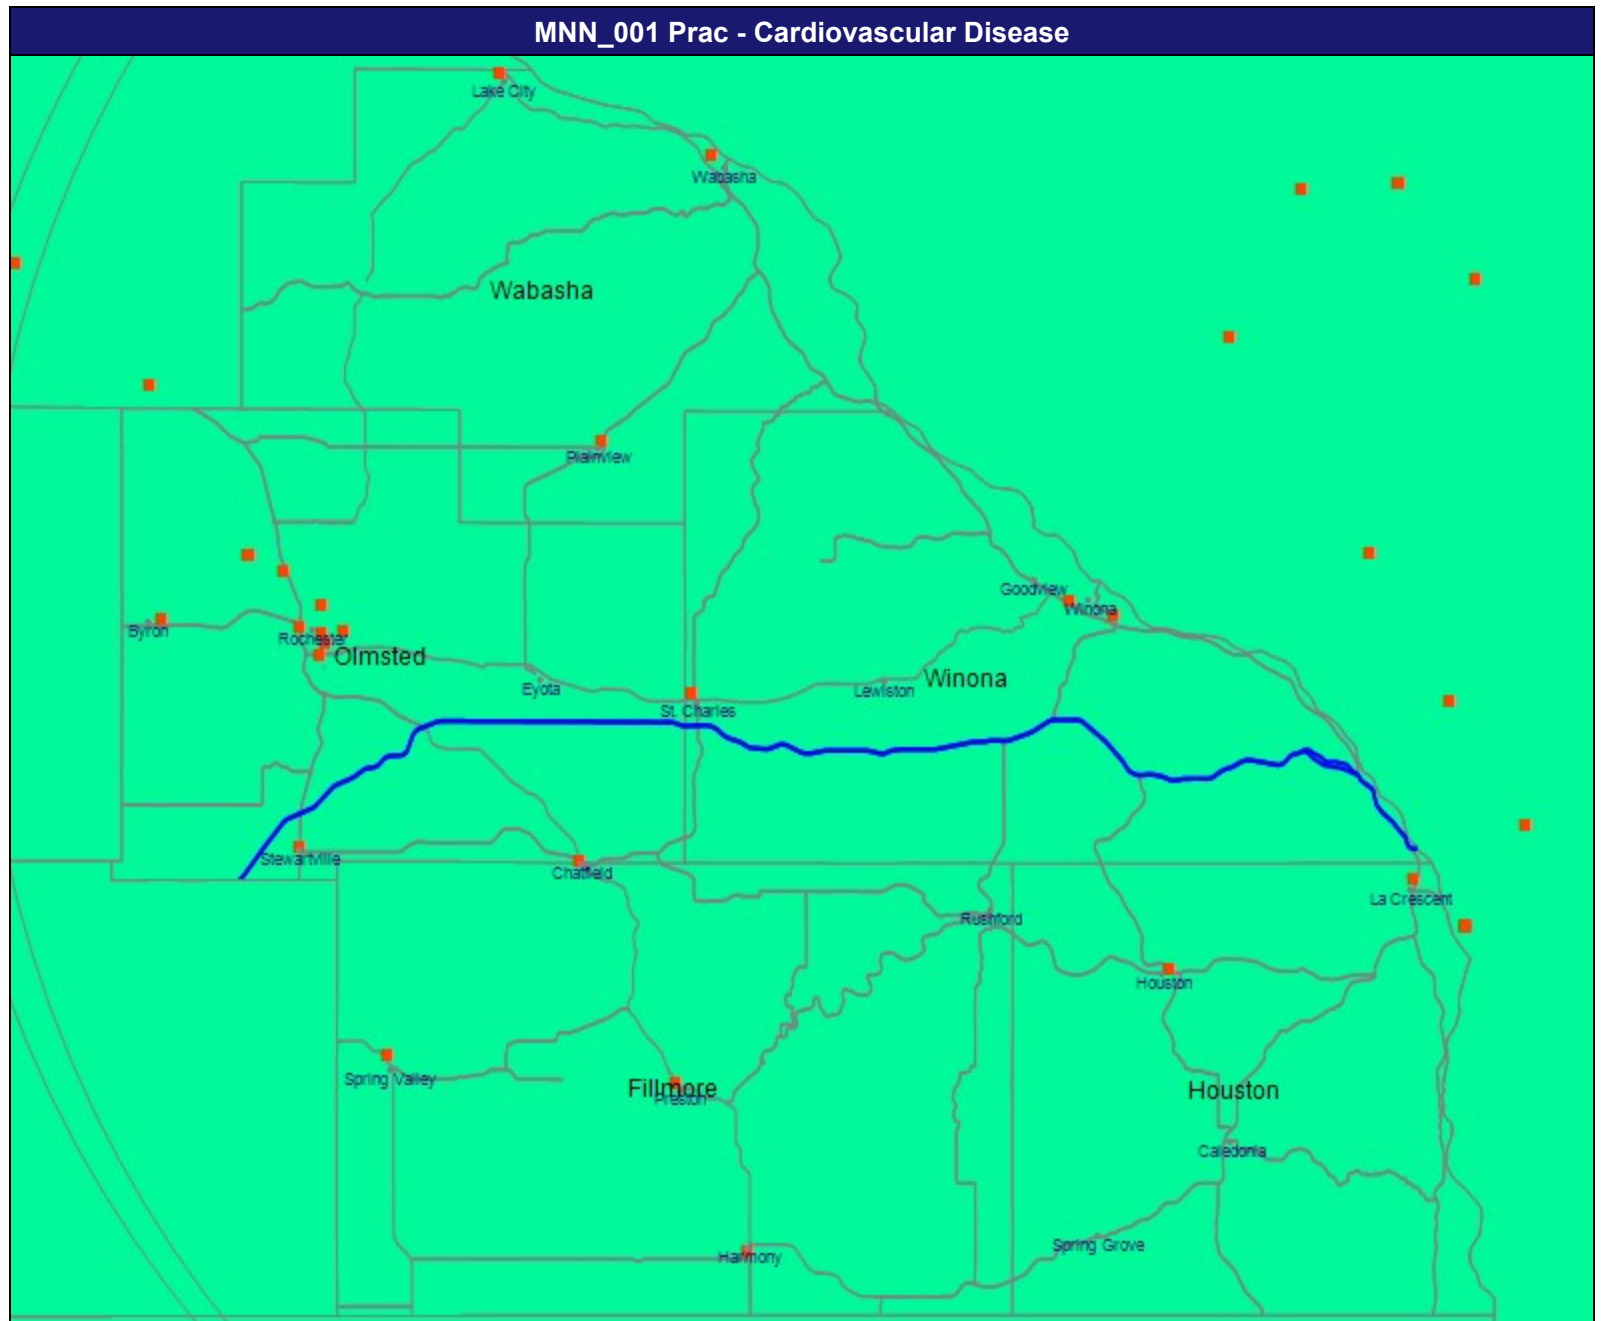 MNN_001 Prac - Cardiovascular Disease
Lake City
Wabasha
Wabasha
Plainview
Goodview
Winona
Byron
Rochester
Olmsted
Eyota
Lewiston
Winona
St. Charles
Stewartville
Chatfield
La Crescent
Rushford
Houston
Spring Valley
Fillmore
Preston
Houston
Caledonia
Spring Grove
Harmony